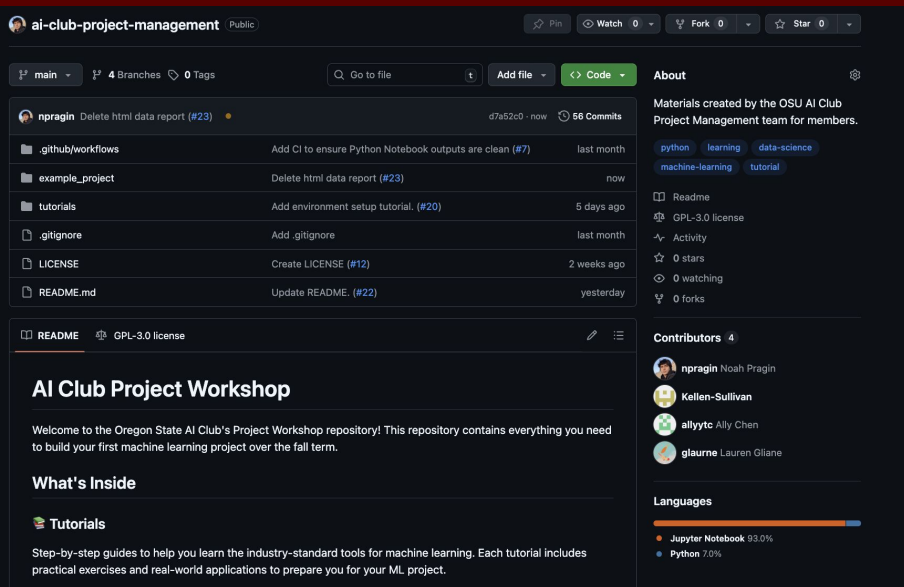 ai-club-project-management Public
Pin
Watch 0
Fork 0
Star 0
main
4 Branches
0 Tags
Go to file
t
Add file
<> Code
npragin Delete html data report (#23)
d7a52c0 · now
56 Commits
.github/workflows
Add CI to ensure Python Notebook outputs are clean (#7)
last month
example_project
Delete html data report (#23)
now
tutorials
Add environment setup tutorial. (#20)
5 days ago
.gitignore
Add .gitignore
last month
LICENSE
Create LICENSE (#12)
2 weeks ago
README.md
Update README. (#22)
yesterday
README
GPL-3.0 license
AI Club Project Workshop
Welcome to the Oregon State AI Club's Project Workshop repository! This repository contains everything you need
to build your first machine learning project over the fall term.
What's Inside
📚 Tutorials
Step-by-step guides to help you learn the industry-standard tools for machine learning. Each tutorial includes
practical exercises and real-world applications to prepare you for your ML project.
About
Materials created by the OSU AI Club
Project Management team for members.
python learning data-science
machine-learning tutorial
Readme
GPL-3.0 license
Activity
0 stars
0 watching
0 forks
Contributors 4
npragin Noah Pragin
Kellen-Sullivan
allyytc Ally Chen
glaurne Lauren Gliane
Languages
Jupyter Notebook 93.0%
Python 7.0%